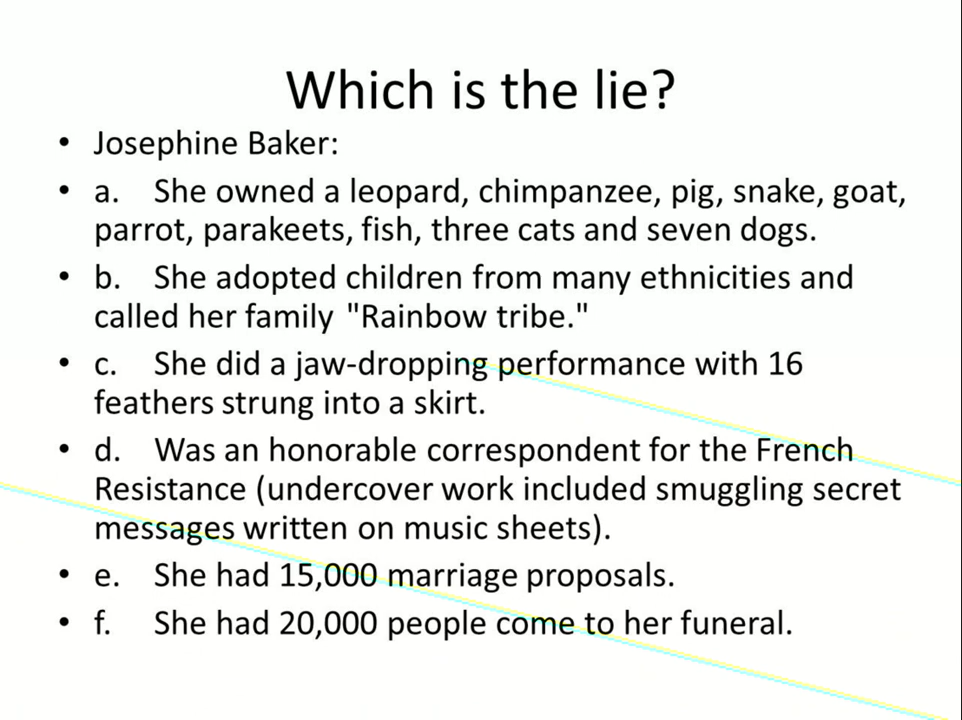 Which is the lie?
• Josephine Baker:
• a. She owned a leopard, chimpanzee, pig, snake, goat,
parrot, parakeets, fish, three cats and seven dogs.
• b. She adopted children from many ethnicities and
called her family "Rainbow tribe."
• c. She did a jaw-dropping performance with 16
feathers strung into a skirt.
• d. Was an honorable correspondent for the French
Resistance (undercover work included smuggling secret
messages written on music sheets).
• e. She had 15,000 marriage proposals.
• f. She had 20,000 people come to her funeral.